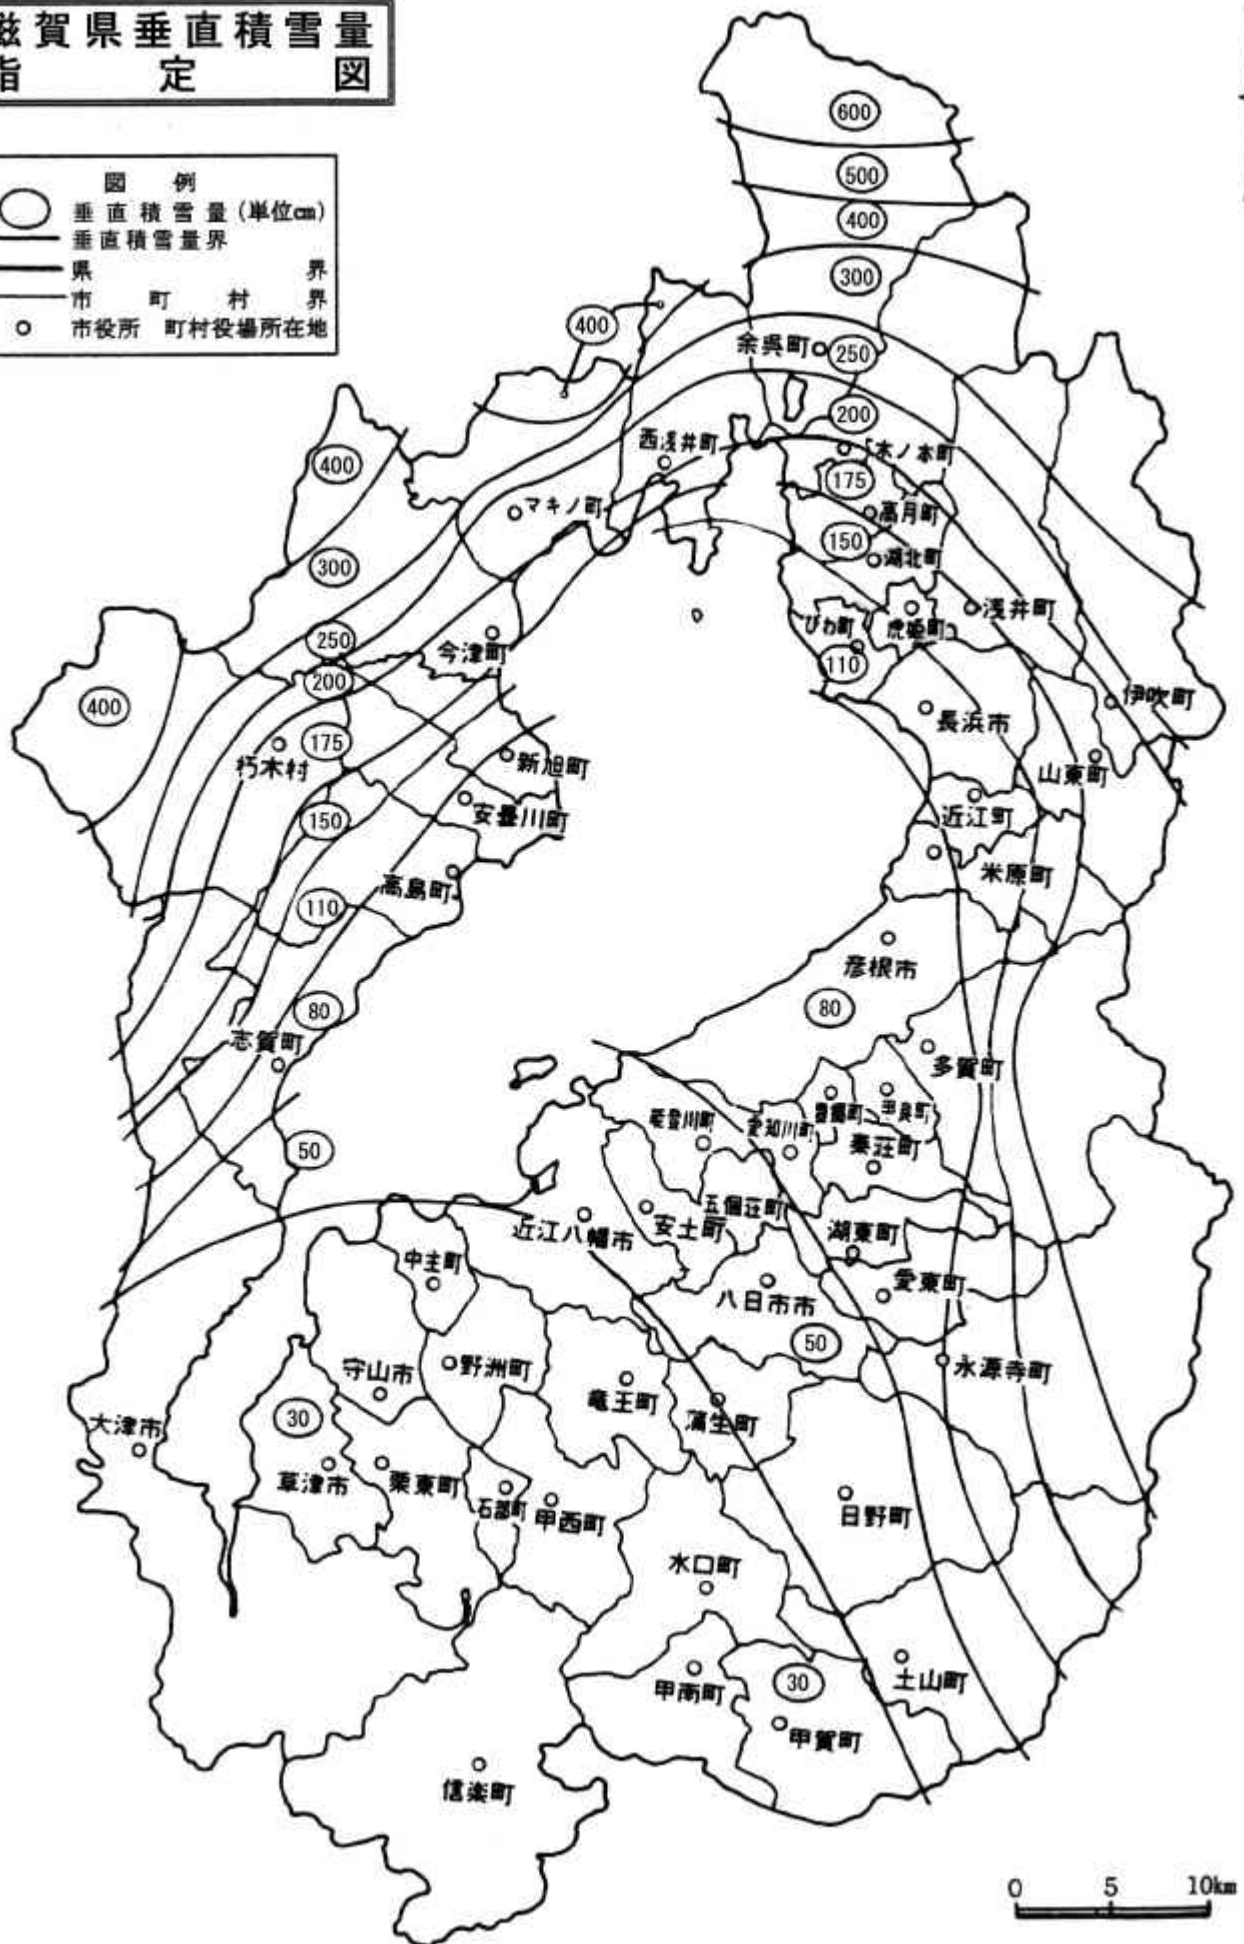 滋賀県垂直積雪量
指定図
図例
垂直積雪量(単位cm)
垂直積雪量界
県界
市町村界
市役所 町村役場所在地
600
500
400
300
400
余呉町
250
200
西浅井町
木ノ本町
400
175
マキノ町
高月町
150
湖北町
300
びわ町
虎姫町
浅井町
250
今津町
110
200
400
伊吹町
長浜市
175
朽木村
新旭町
山東町
150
安曇川町
近江町
高島町
米原町
110
彦根市
80
80
志賀町
多賀町
能登川町
愛知川町
豊郷町
甲良町
50
秦荘町
五個荘町
近江八幡市
安土町
湖東町
中主町
八日市市
愛東町
50
守山市
野洲町
永源寺町
竜王町
蒲生町
30
大津市
草津市
栗東町
石部町
甲西町
日野町
水口町
30
土山町
甲南町
甲賀町
信楽町
0 5 10km